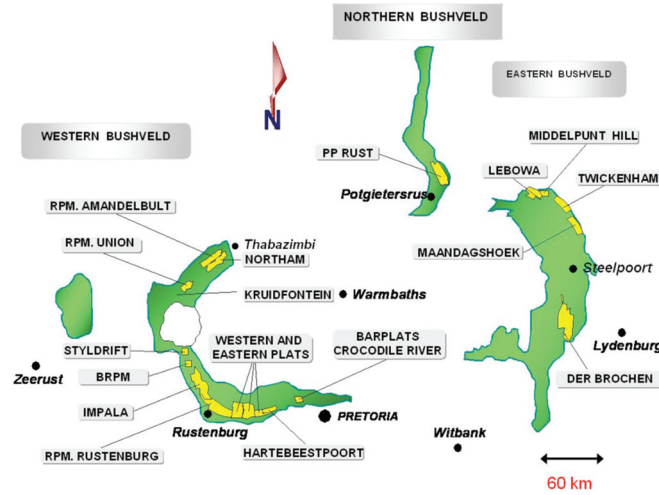 NORTHERN BUSHVELD
EASTERN BUSHVELD
WESTERN BUSHVELD
N
MIDDELPUNT HILL
PP RUST
LEBOWA
TWICKENHAM
Potgietersrus
RPM. AMANDELBULT
RPM. UNION
Thabazimbi
NORTHAM
MAANDAGSHOEK
Steelpoort
KRUIDFONTEIN
Warmbaths
STYLDRIFT
WESTERN AND
EASTERN PLATS
BARPLATS
CROCODILE RIVER
Lydenburg
Zeerust
BRPM
DER BROCHEN
IMPALA
Rustenburg
PRETORIA
Witbank
RPM. RUSTENBURG
HARTEBEESTPOORT
60 km